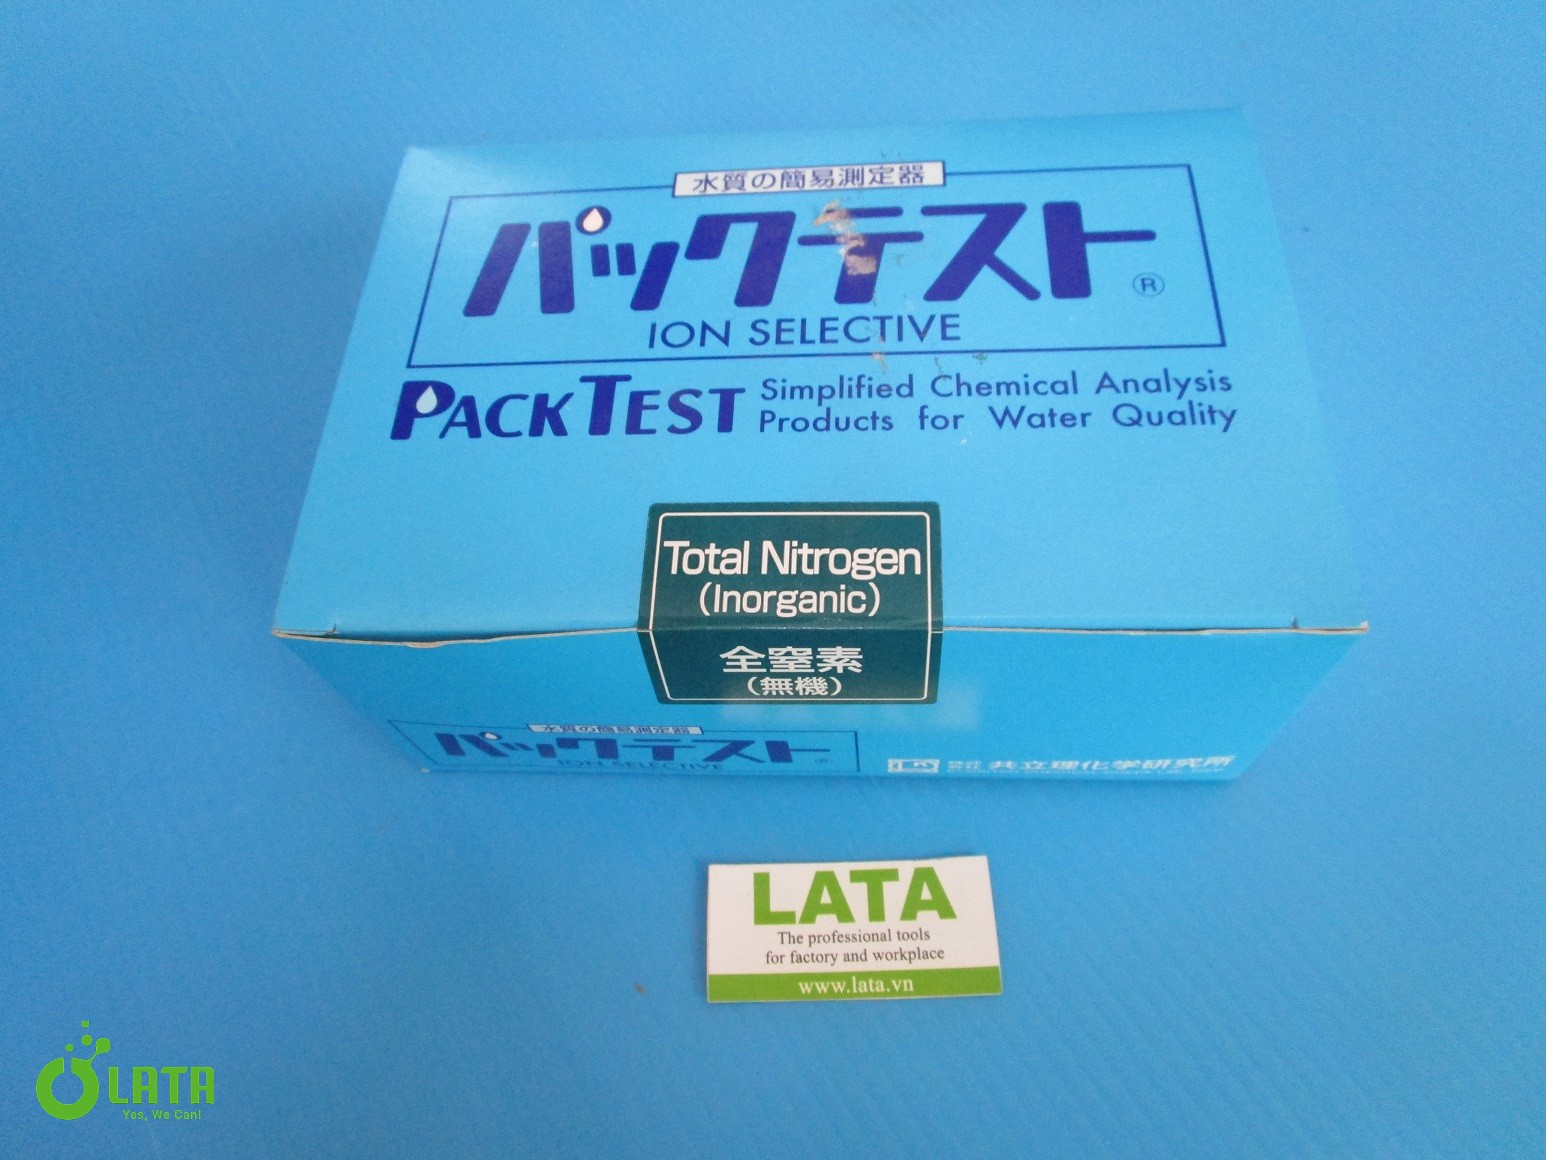 水質の簡易測定器
パックテスト®
ION SELECTIVE
PACKTEST
Simplified Chemical Analysis
Products for Water Quality
Total Nitrogen
(Inorganic)
全窒素
(無機)
水質の簡易測定器
パックテスト®
ION SELECTIVE
共立理化学研究所
LATA
The professional tools
for factory and workplace
www.lata.vn
LATA
Yes, We Can!